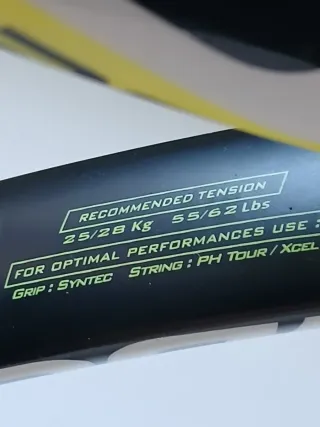 RECOMMENDED TENSION
25/28 Kg 55/62 Lbs
FOR OPTIMAL PERFORMANCES USE :
GRIP : SYNTEC STRING : PH TOUR / XCEL